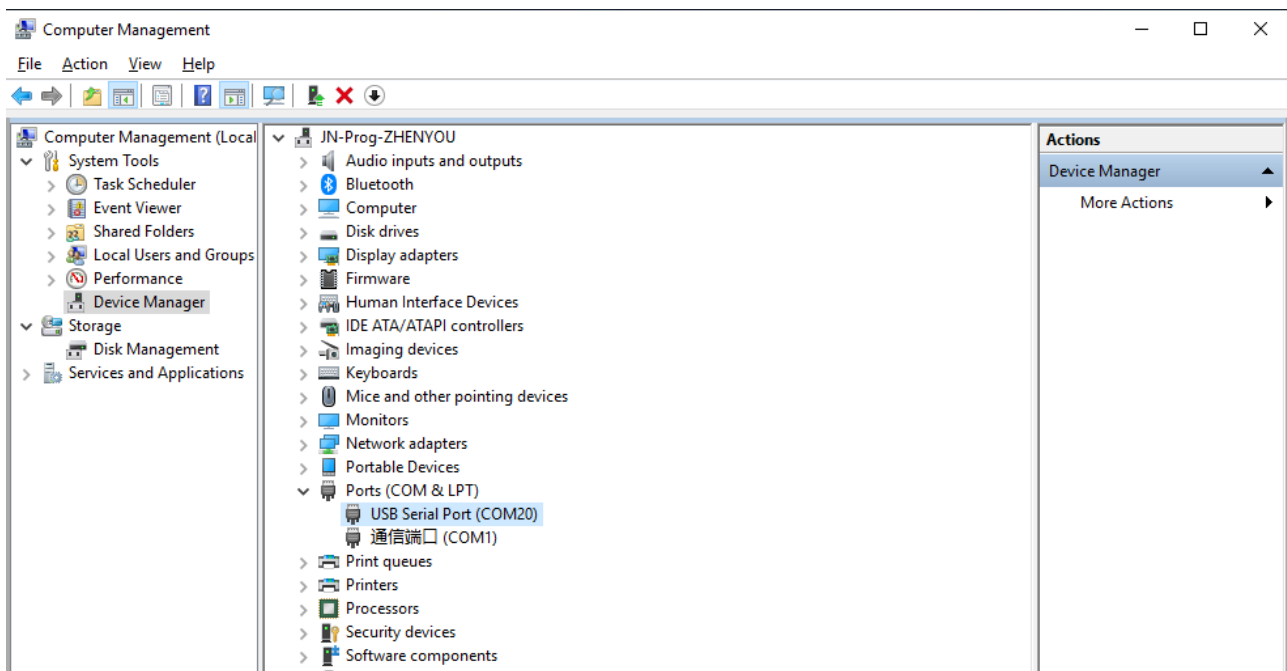 Computer Management
File Action View Help
Computer Management (Local
System Tools
Task Scheduler
Event Viewer
Shared Folders
Local Users and Groups
Performance
Device Manager
Storage
Disk Management
Services and Applications
JN-Prog-ZHENYOU
Audio inputs and outputs
Bluetooth
Computer
Disk drives
Display adapters
Firmware
Human Interface Devices
IDE ATA/ATAPI controllers
Imaging devices
Keyboards
Mice and other pointing devices
Monitors
Network adapters
Portable Devices
Ports (COM & LPT)
USB Serial Port (COM20)
通信端口 (COM1)
Print queues
Printers
Processors
Security devices
Software components
Actions
Device Manager
More Actions